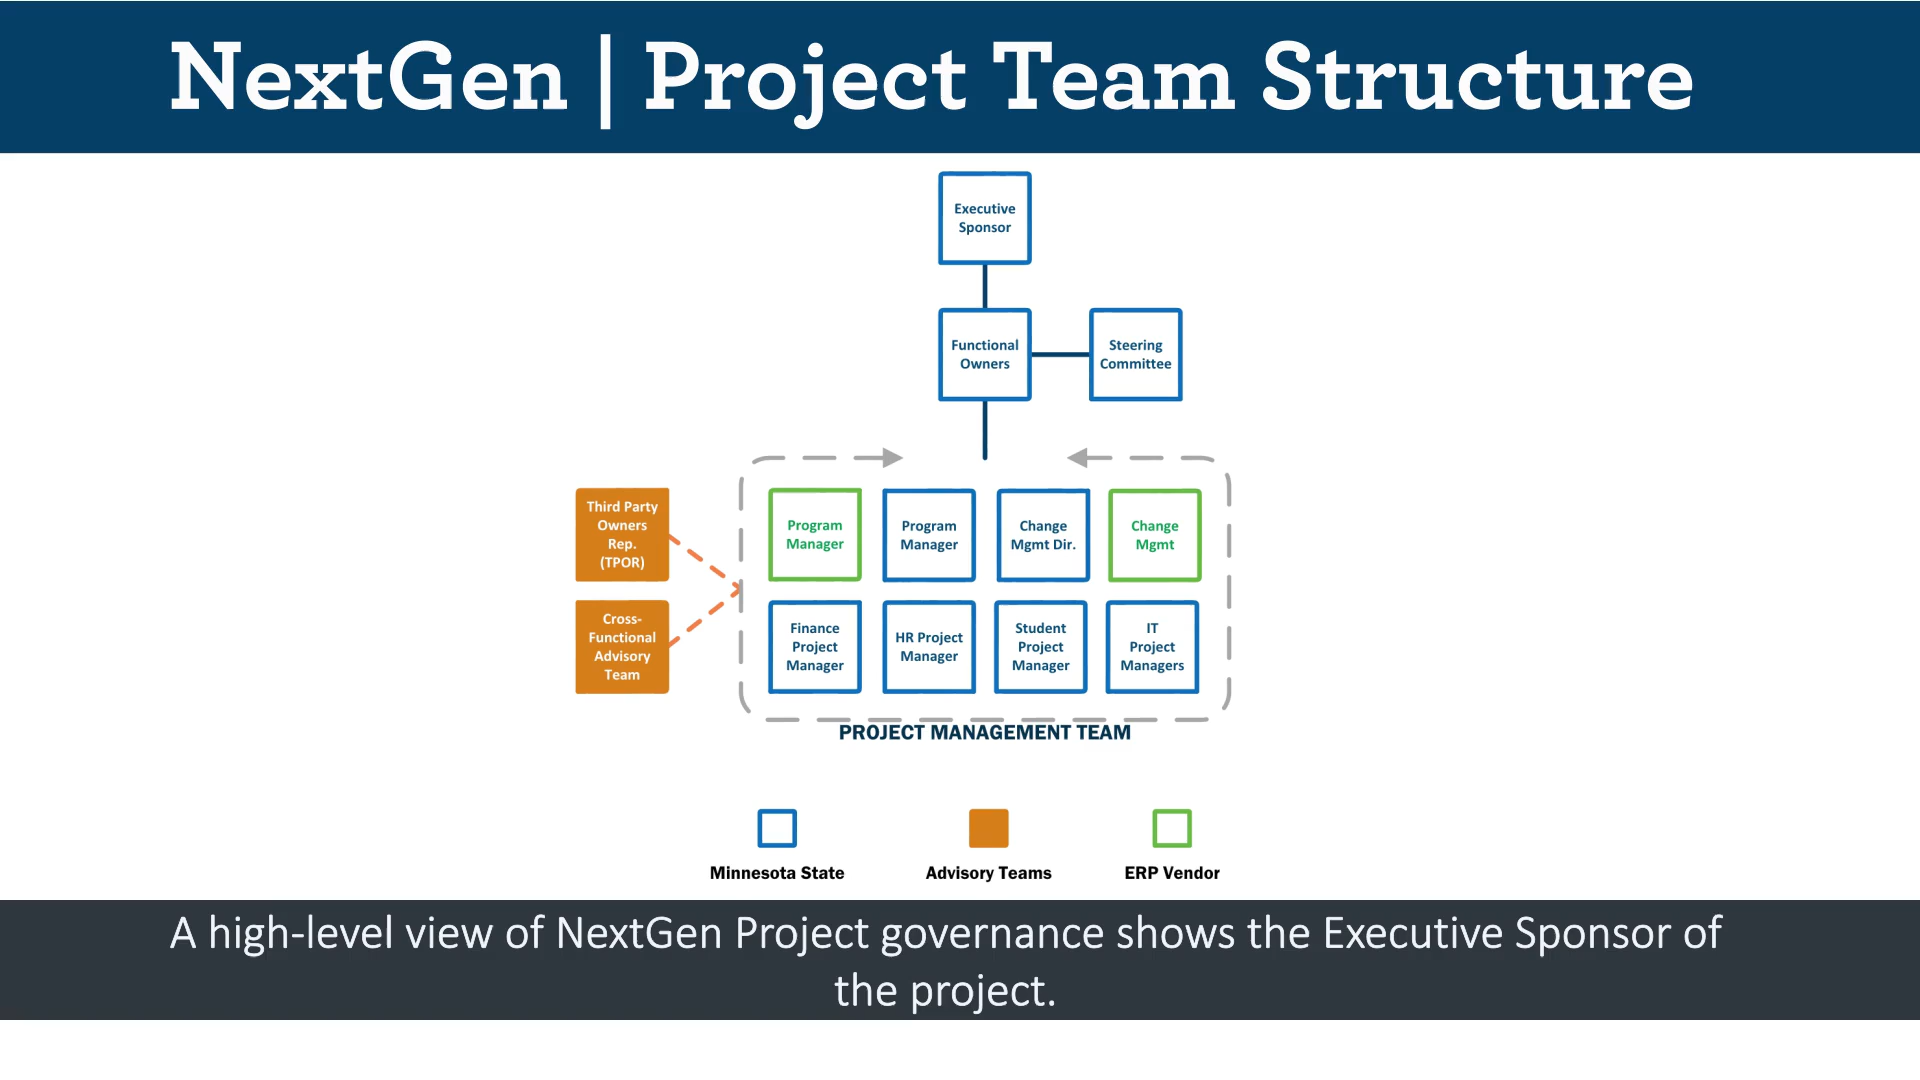 NextGen | Project Team Structure
Executive
Sponsor
Functional
Owners
Steering
Committee
Third Party
Owners
Rep.
(TPOR)
Program
Manager
Program
Manager
Change
Mgmt Dir.
Change
Mgmt
Cross-
Functional
Advisory
Team
Finance
Project
Manager
HR Project
Manager
Student
Project
Manager
IT
Project
Managers
PROJECT MANAGEMENT TEAM
Minnesota State
Advisory Teams
ERP Vendor
A high-level view of NextGen Project governance shows the Executive Sponsor of
the project.